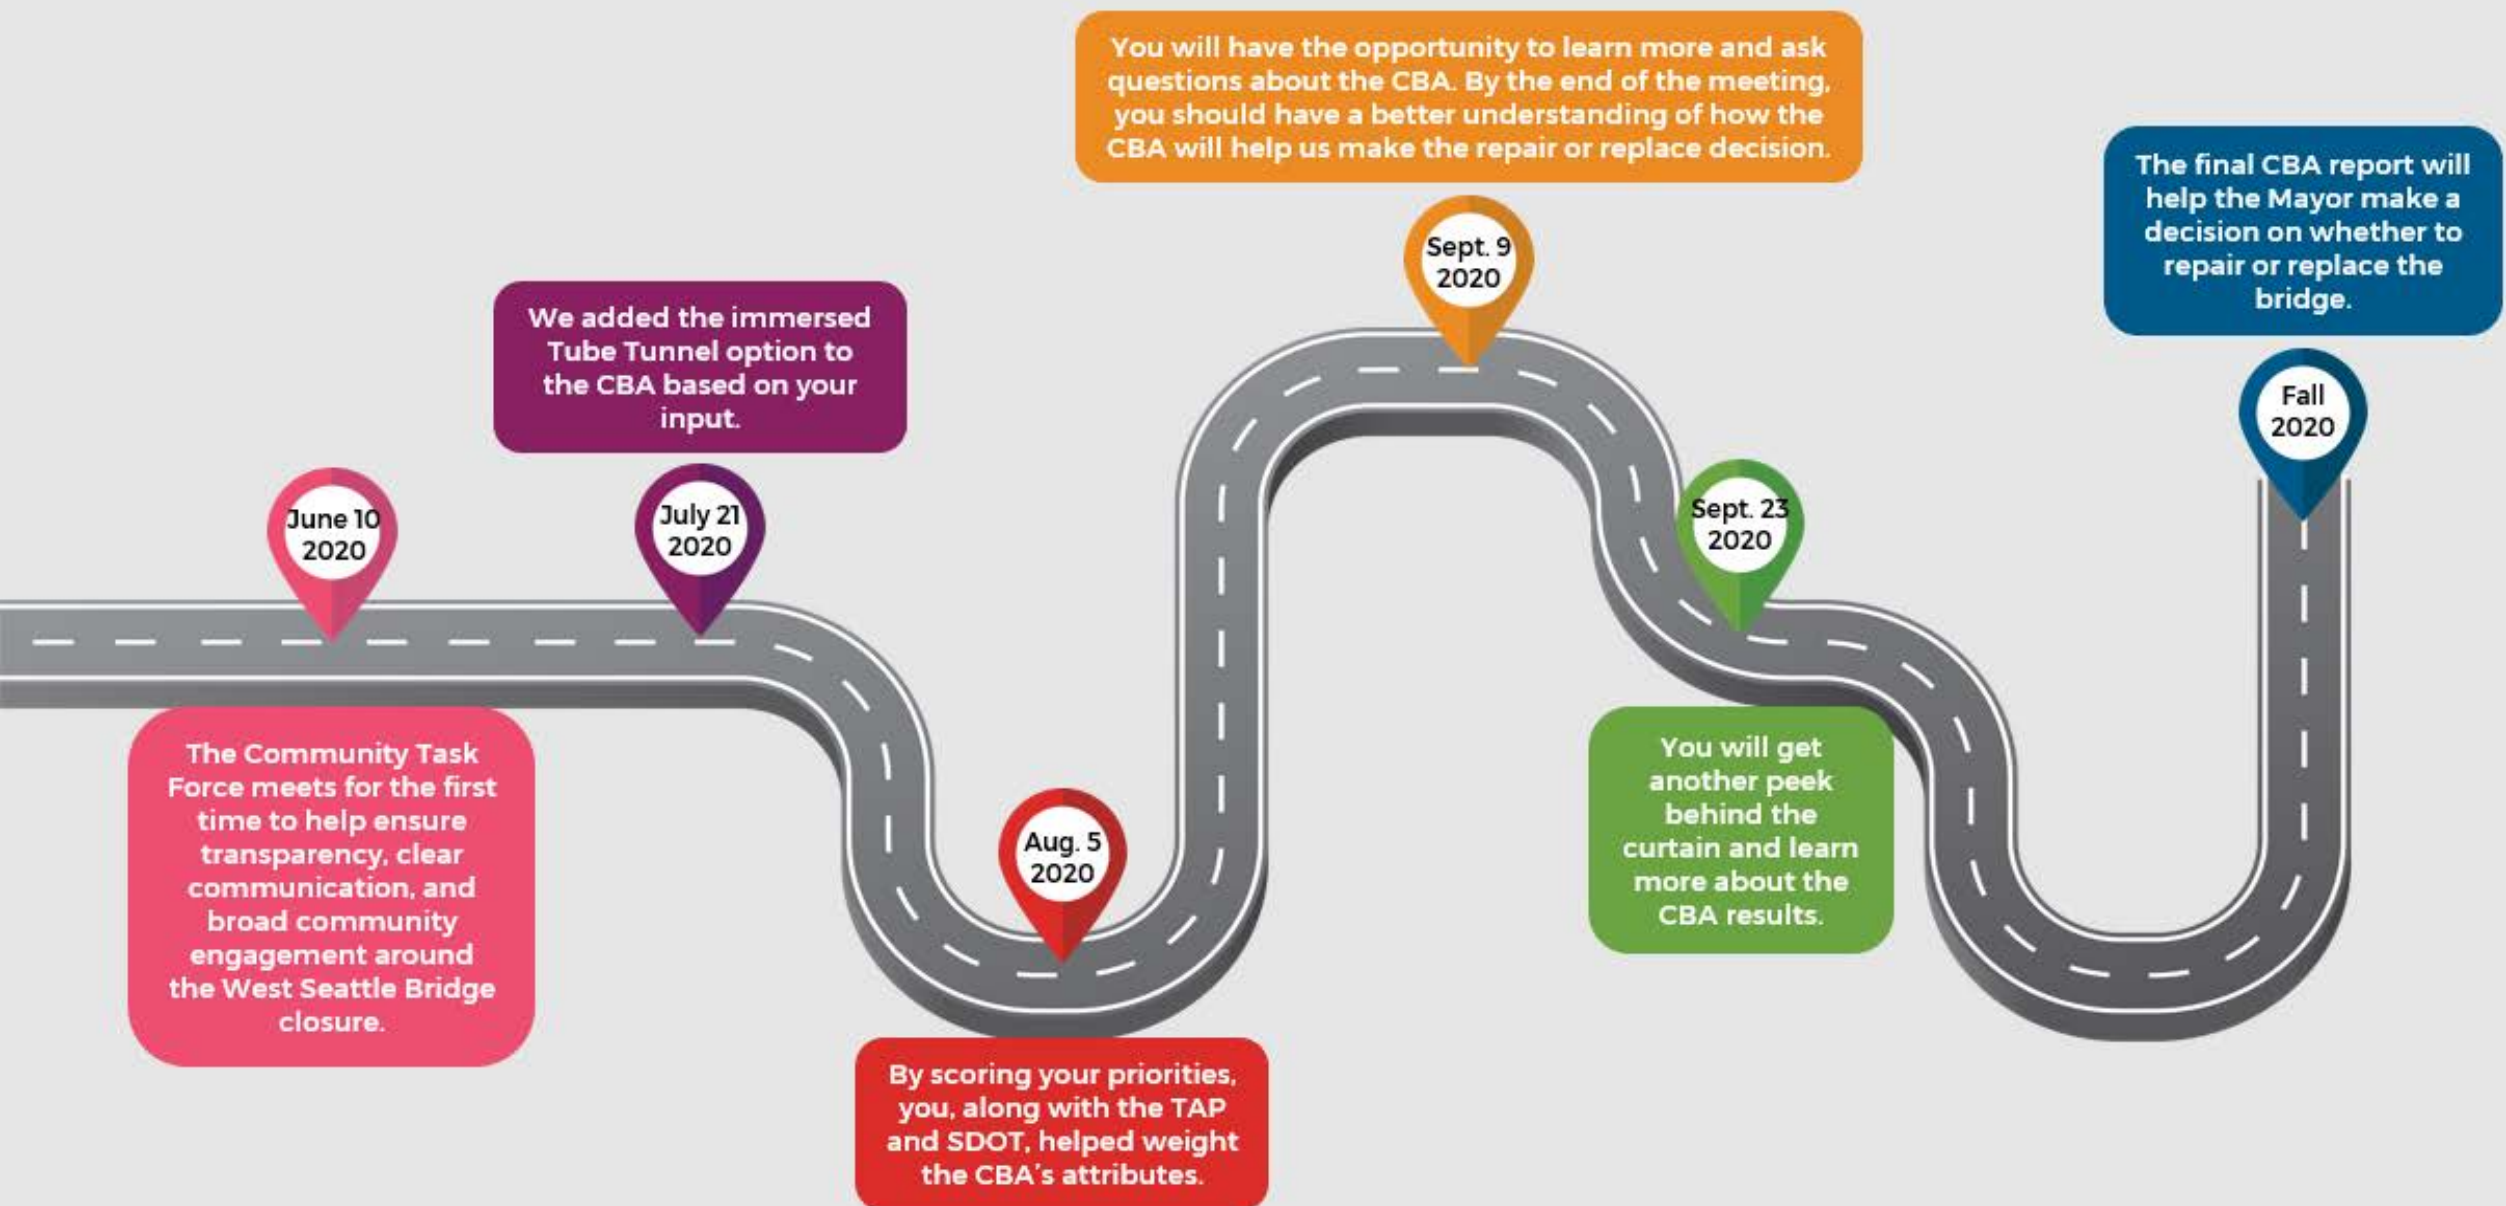 June 10
2020
The Community Task
Force meets for the first
time to help ensure
transparency, clear
communication, and
broad community
engagement around
the West Seattle Bridge
closure.
We added the immersed
Tube Tunnel option to
the CBA based on your
input.
July 21
2020
Aug. 5
2020
By scoring your priorities,
you, along with the TAP
and SDOT, helped weight
the CBA's attributes.
You will have the opportunity to learn more and ask
questions about the CBA. By the end of the meeting,
you should have a better understanding of how the
CBA will help us make the repair or replace decision.
Sept. 9
2020
Sept. 23
2020
You will get
another peek
behind the
curtain and learn
more about the
CBA results.
The final CBA report will
help the Mayor make a
decision on whether to
repair or replace the
bridge.
Fall
2020